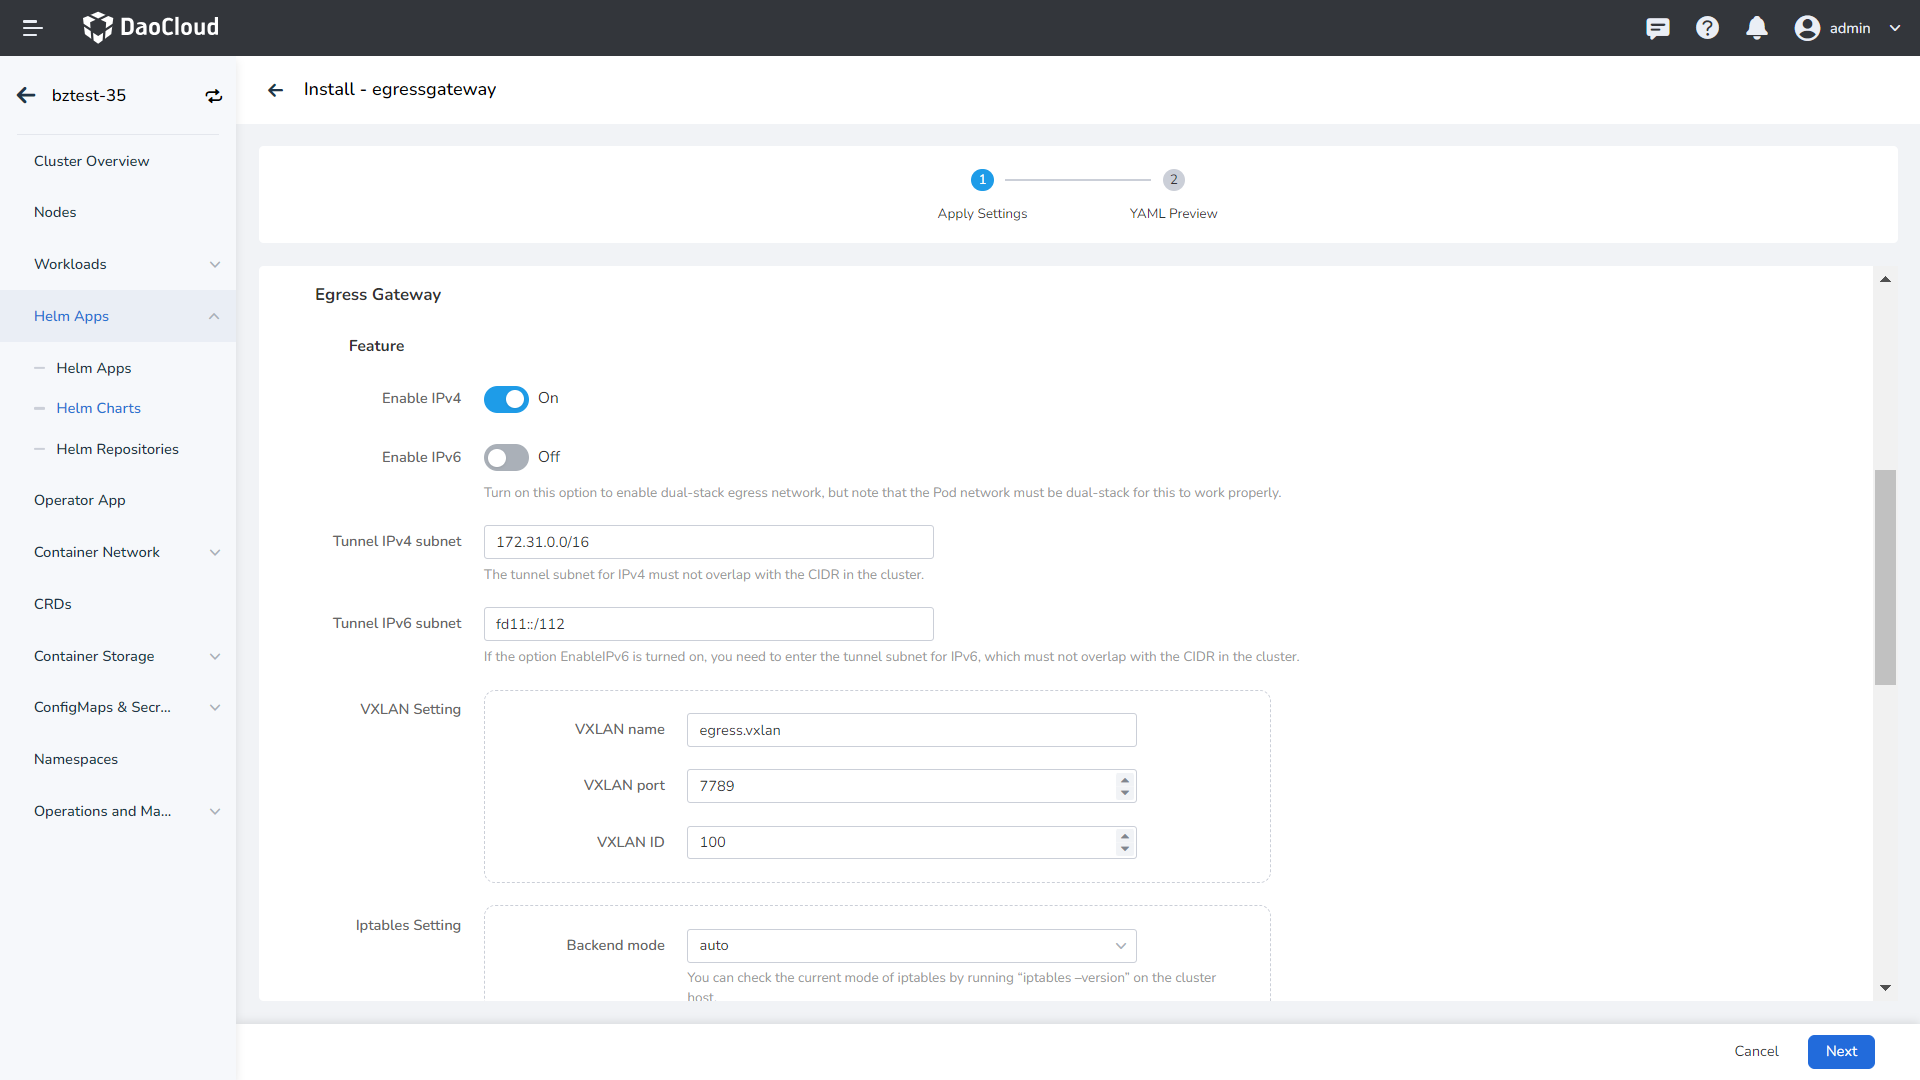 DaoCloud
admin
bztest-35
Install - egressgateway
Cluster Overview
Nodes
Workloads
Helm Apps
Helm Apps
Helm Charts
Helm Repositories
Operator App
Container Network
CRDs
Container Storage
ConfigMaps & Secr...
Namespaces
Operations and Ma...
1
2
Apply Settings
YAML Preview
Egress Gateway
Feature
Enable IPv4
On
Enable IPv6
Off
Turn on this option to enable dual-stack egress network, but note that the Pod network must be dual-stack for this to work properly.
Tunnel IPv4 subnet
172.31.0.0/16
The tunnel subnet for IPv4 must not overlap with the CIDR in the cluster.
Tunnel IPv6 subnet
fd11::/112
If the option EnableIPv6 is turned on, you need to enter the tunnel subnet for IPv6, which must not overlap with the CIDR in the cluster.
VXLAN Setting
VXLAN name
egress.vxlan
VXLAN port
7789
VXLAN ID
100
Iptables Setting
Backend mode
auto
You can check the current mode of iptables by running “iptables –version” on the cluster
host
Cancel
Next